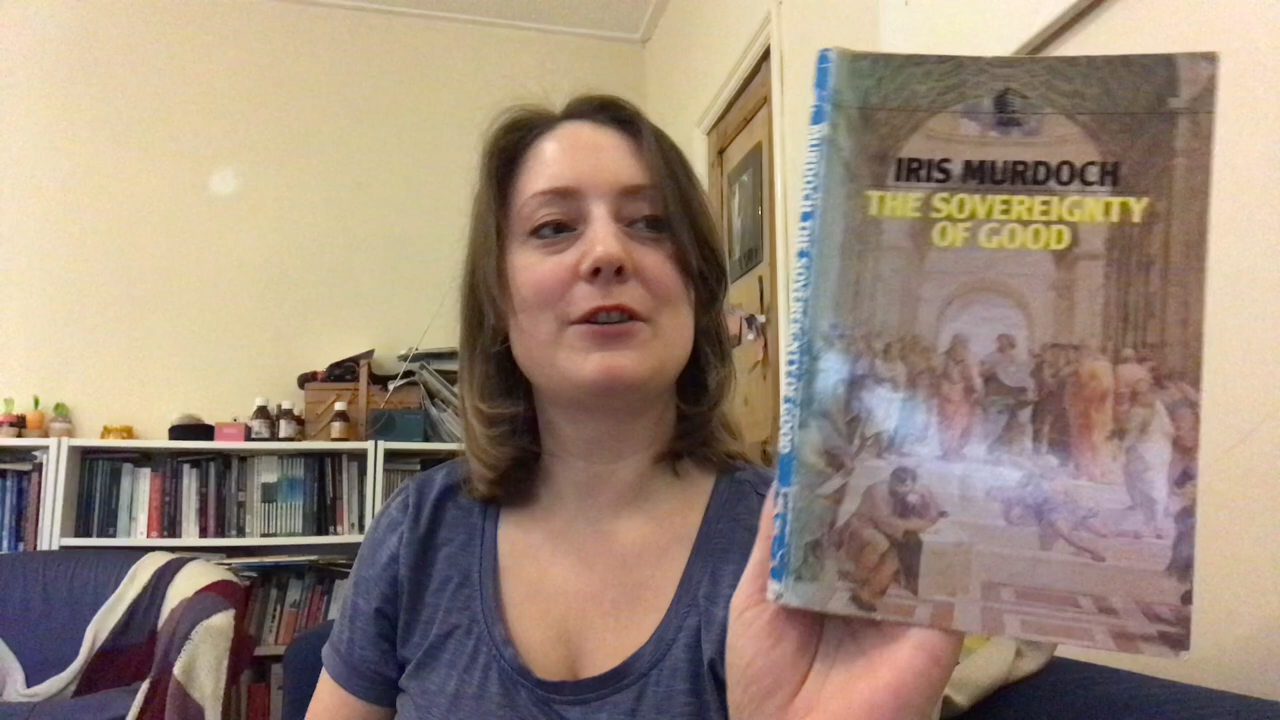 IRIS MURDOCH
THE SOVEREIGNTY
OF GOOD
MURDOCH THE SOVEREIGNTY OF GOOD